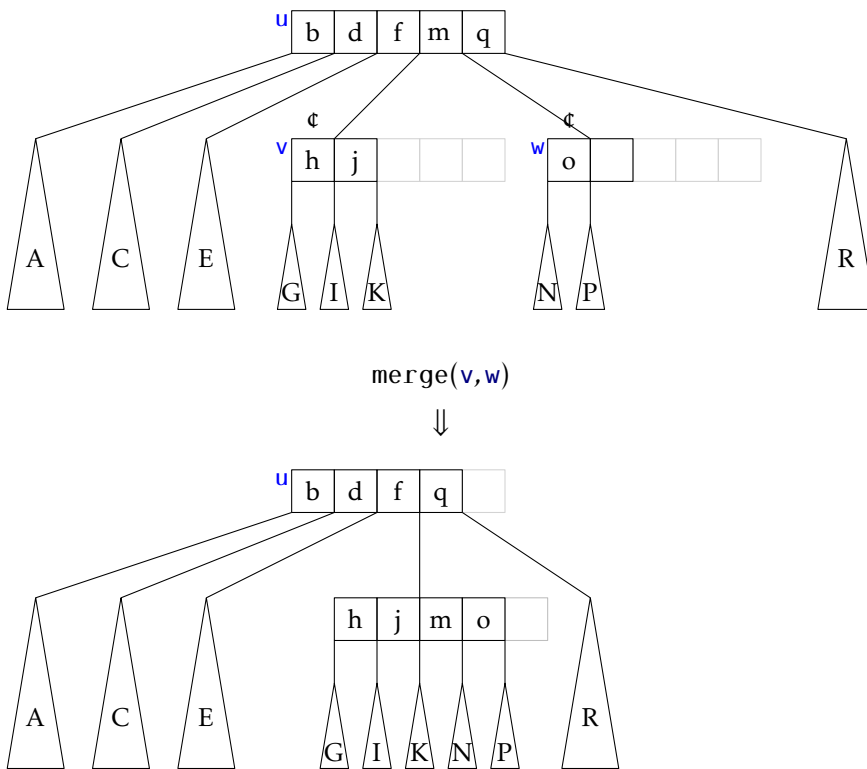 u b d f m q
¢ ¢
v h j w o
A C E R
G I K N P
merge(v,w)
⇓
u b d f q
h j m o
A C E R
G I K N P